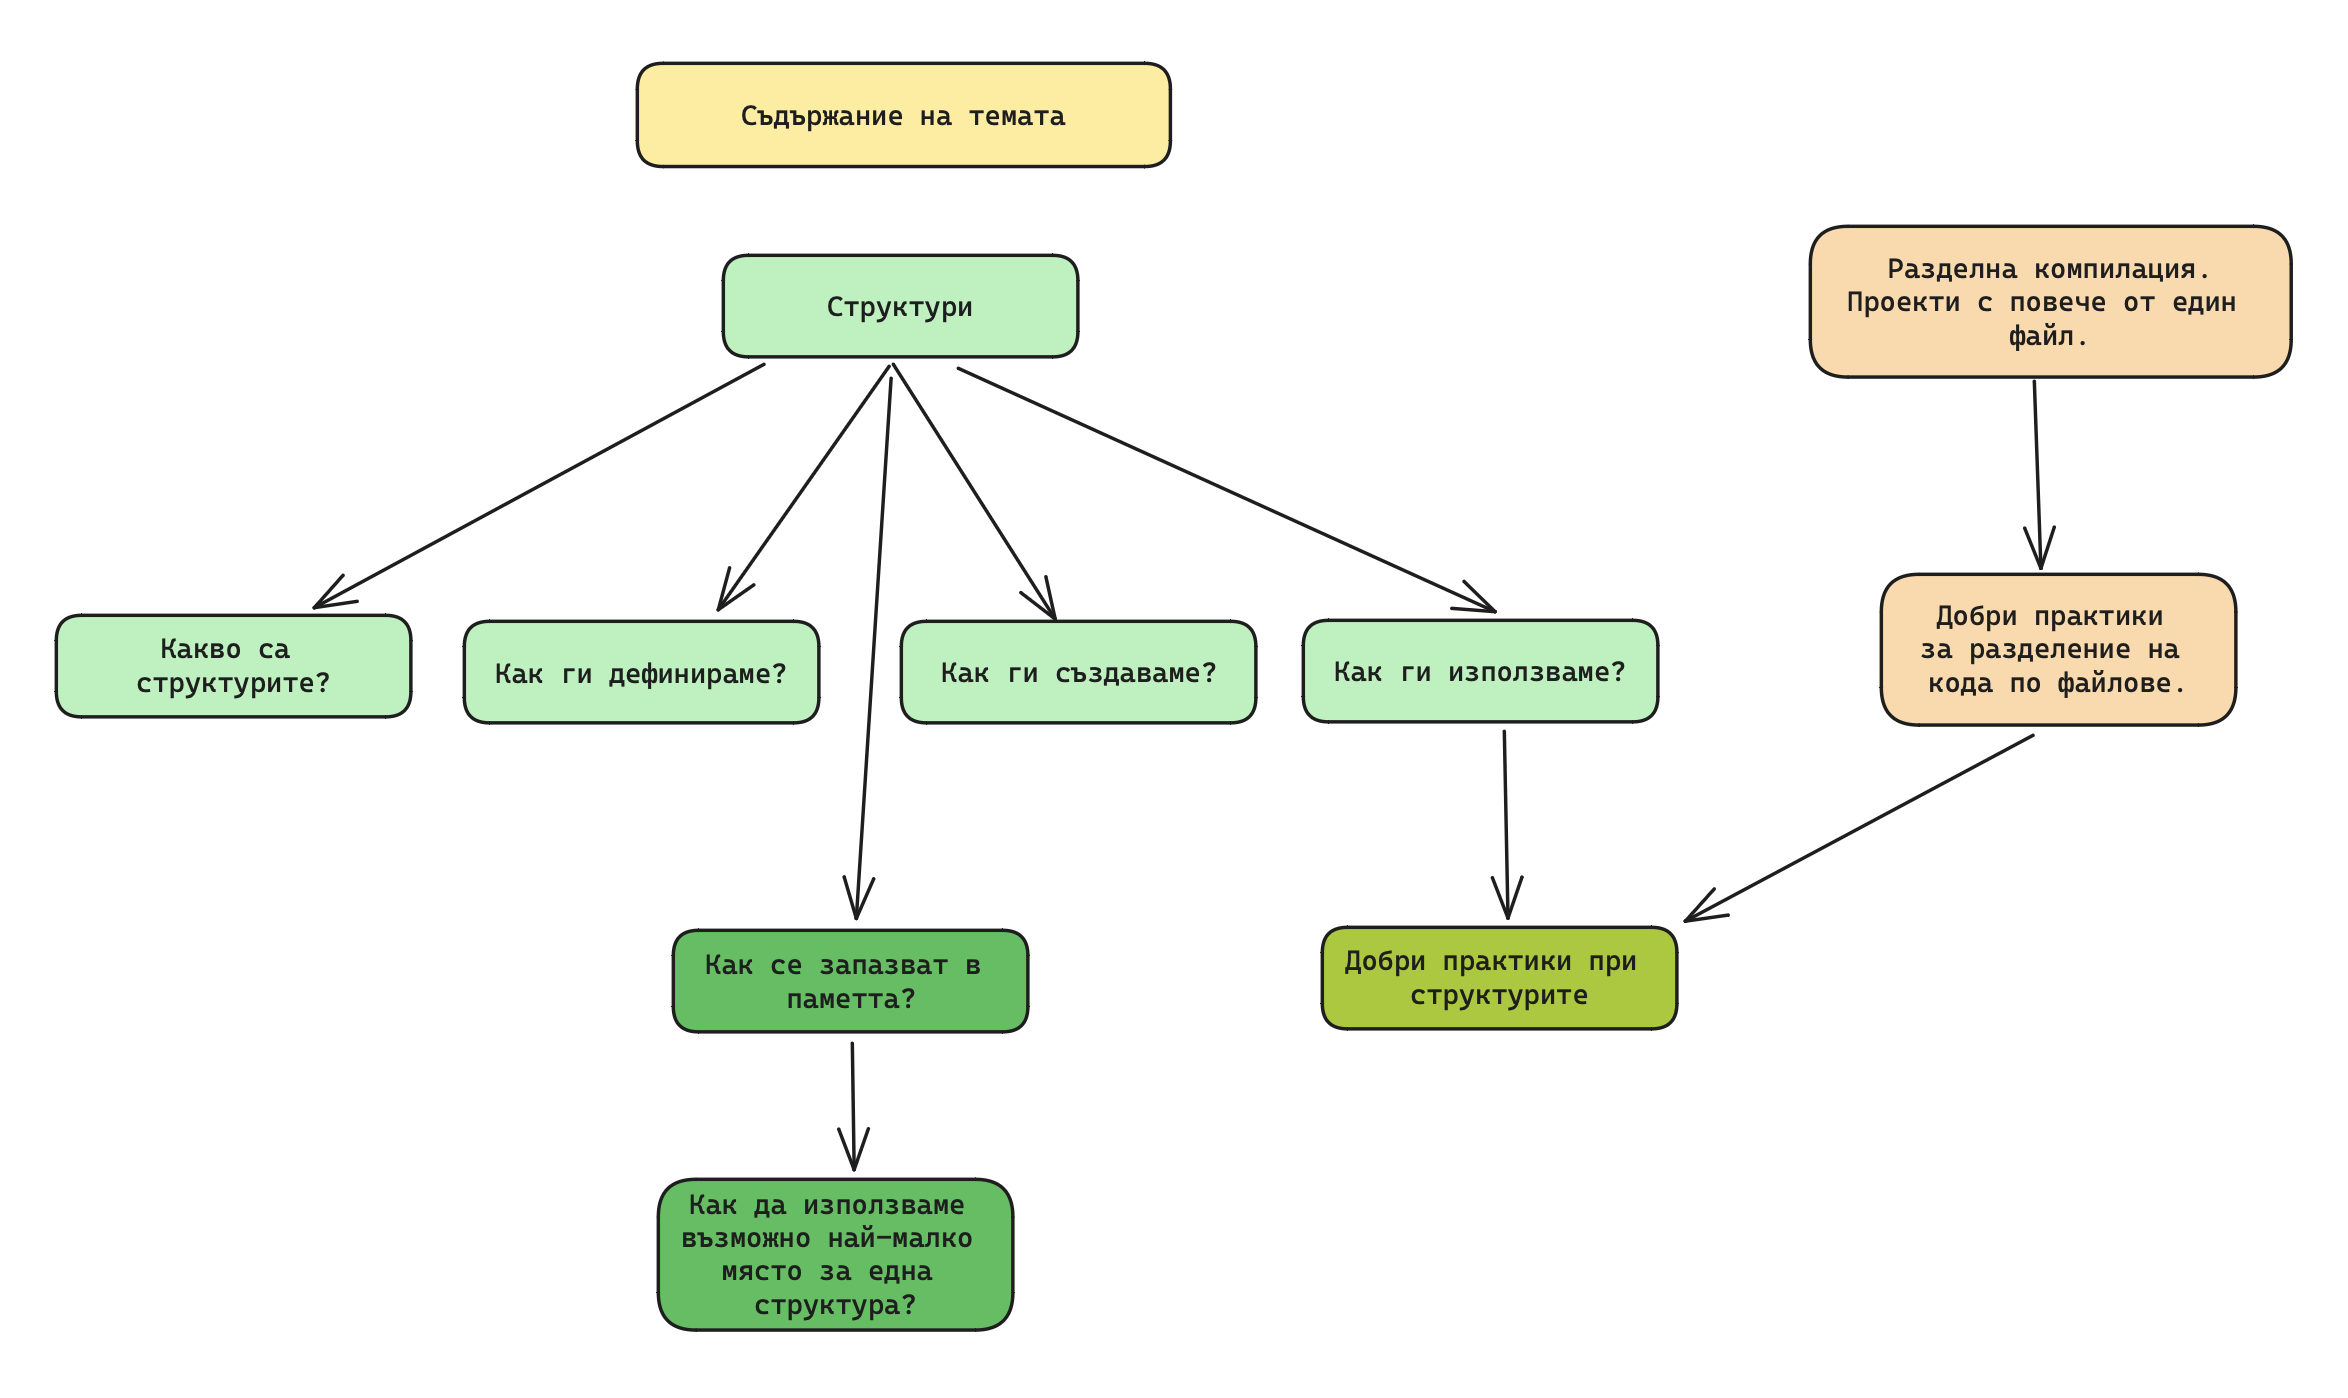 Съдържание на темата
Структури
Разделна компилация.
Проекти с повече от един
файл.
Какво са
структурите?
Как ги дефинираме?
Как ги създаваме?
Как ги използваме?
Добри практики
за разделение на
кода по файлове.
Как се запазват в
паметта?
Добри практики при
структурите
Как да използваме
възможно най-малко
място за една
структура?